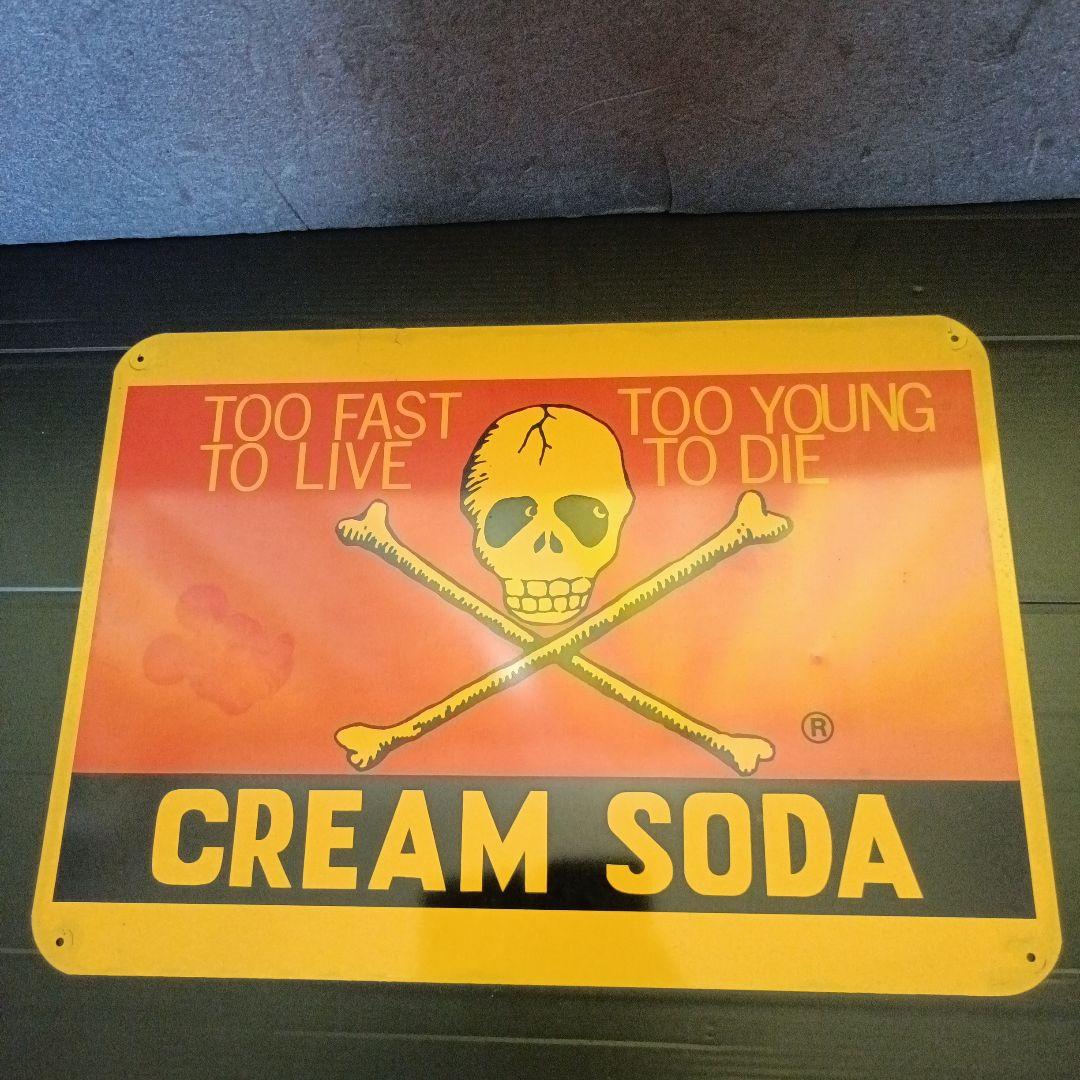 TOO FAST
TO LIVE
TOO YOUNG
TO DIE
®
CREAM SODA